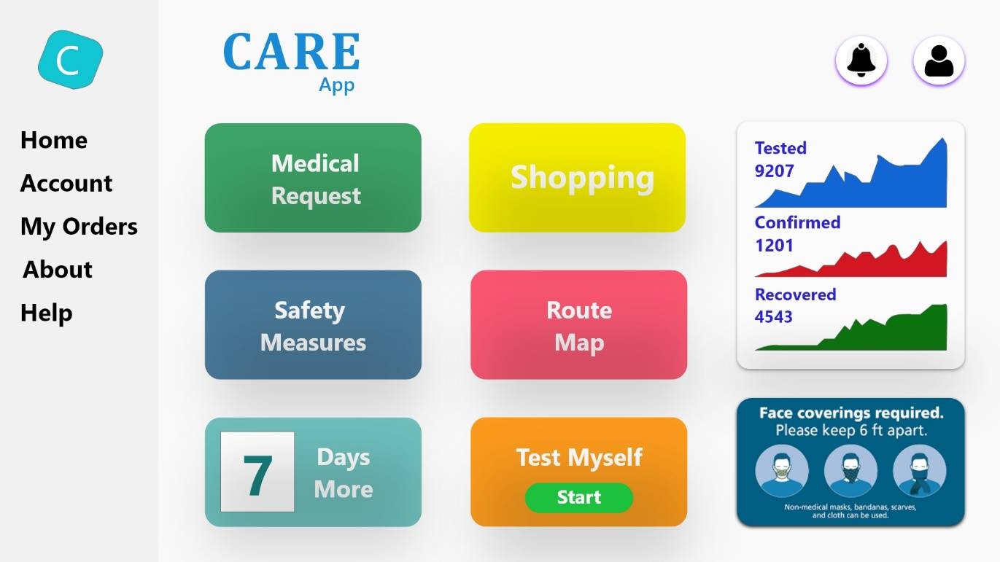 C
CARE
App
Home
Account
My Orders
About
Help
Medical
Request
Shopping
Safety
Measures
Route
Map
7
Days
More
Test Myself
Start
Tested
9207
Confirmed
1201
Recovered
4543
Face coverings required.
Please keep 6 ft apart.
Non-medical masks, bandanas, scarves,
and cloth can be used.